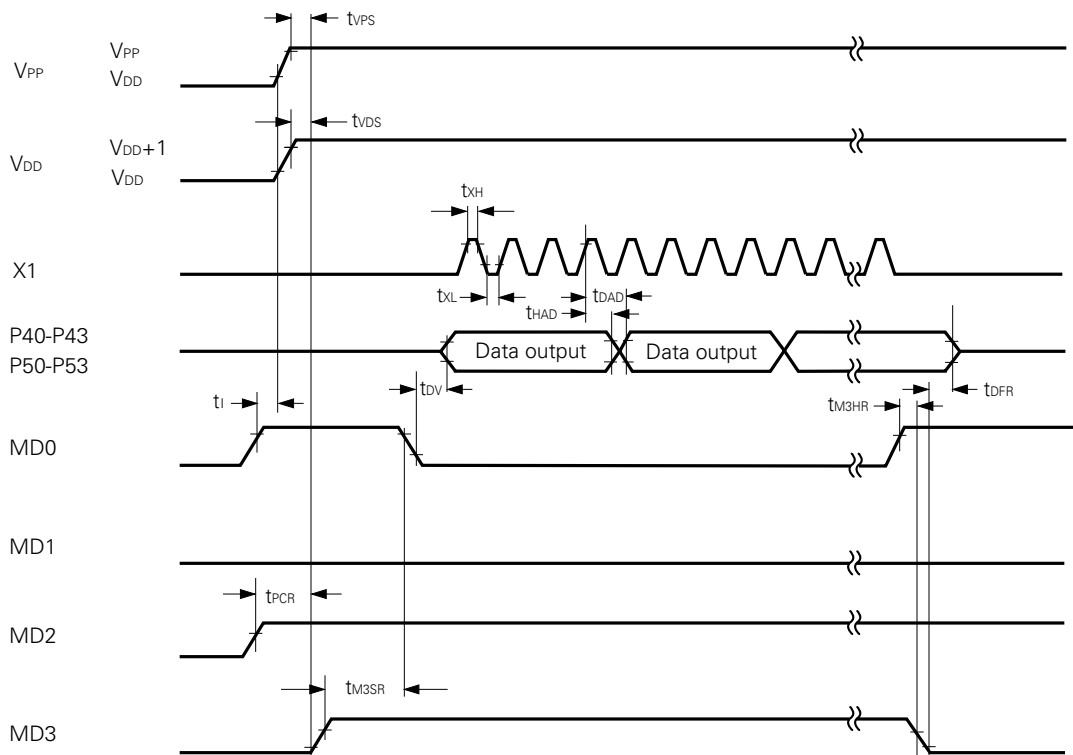 tVPS
VPP
VPP
VDD
tVDS
VDD
VDD+1
VDD
tXH
X1
tXL
tDAD
tHAD
P40-P43
P50-P53
Data output
Data output
tDV
tI
tM3HR
tDFR
MD0
MD1
tPCR
MD2
tM3SR
MD3